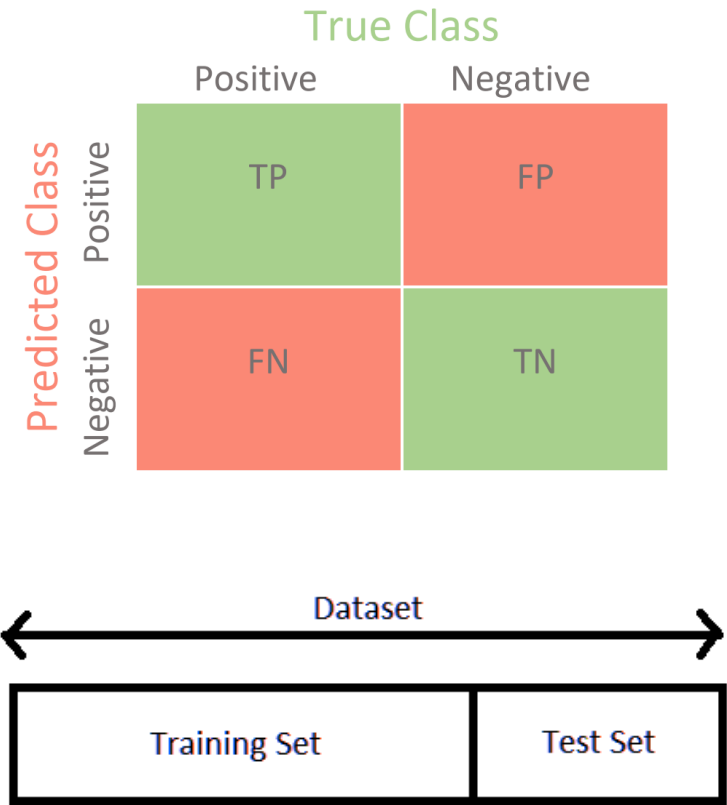 True Class
Positive Negative
Predicted Class
Positive
TP FP
Negative
FN TN
Dataset
Training Set Test Set